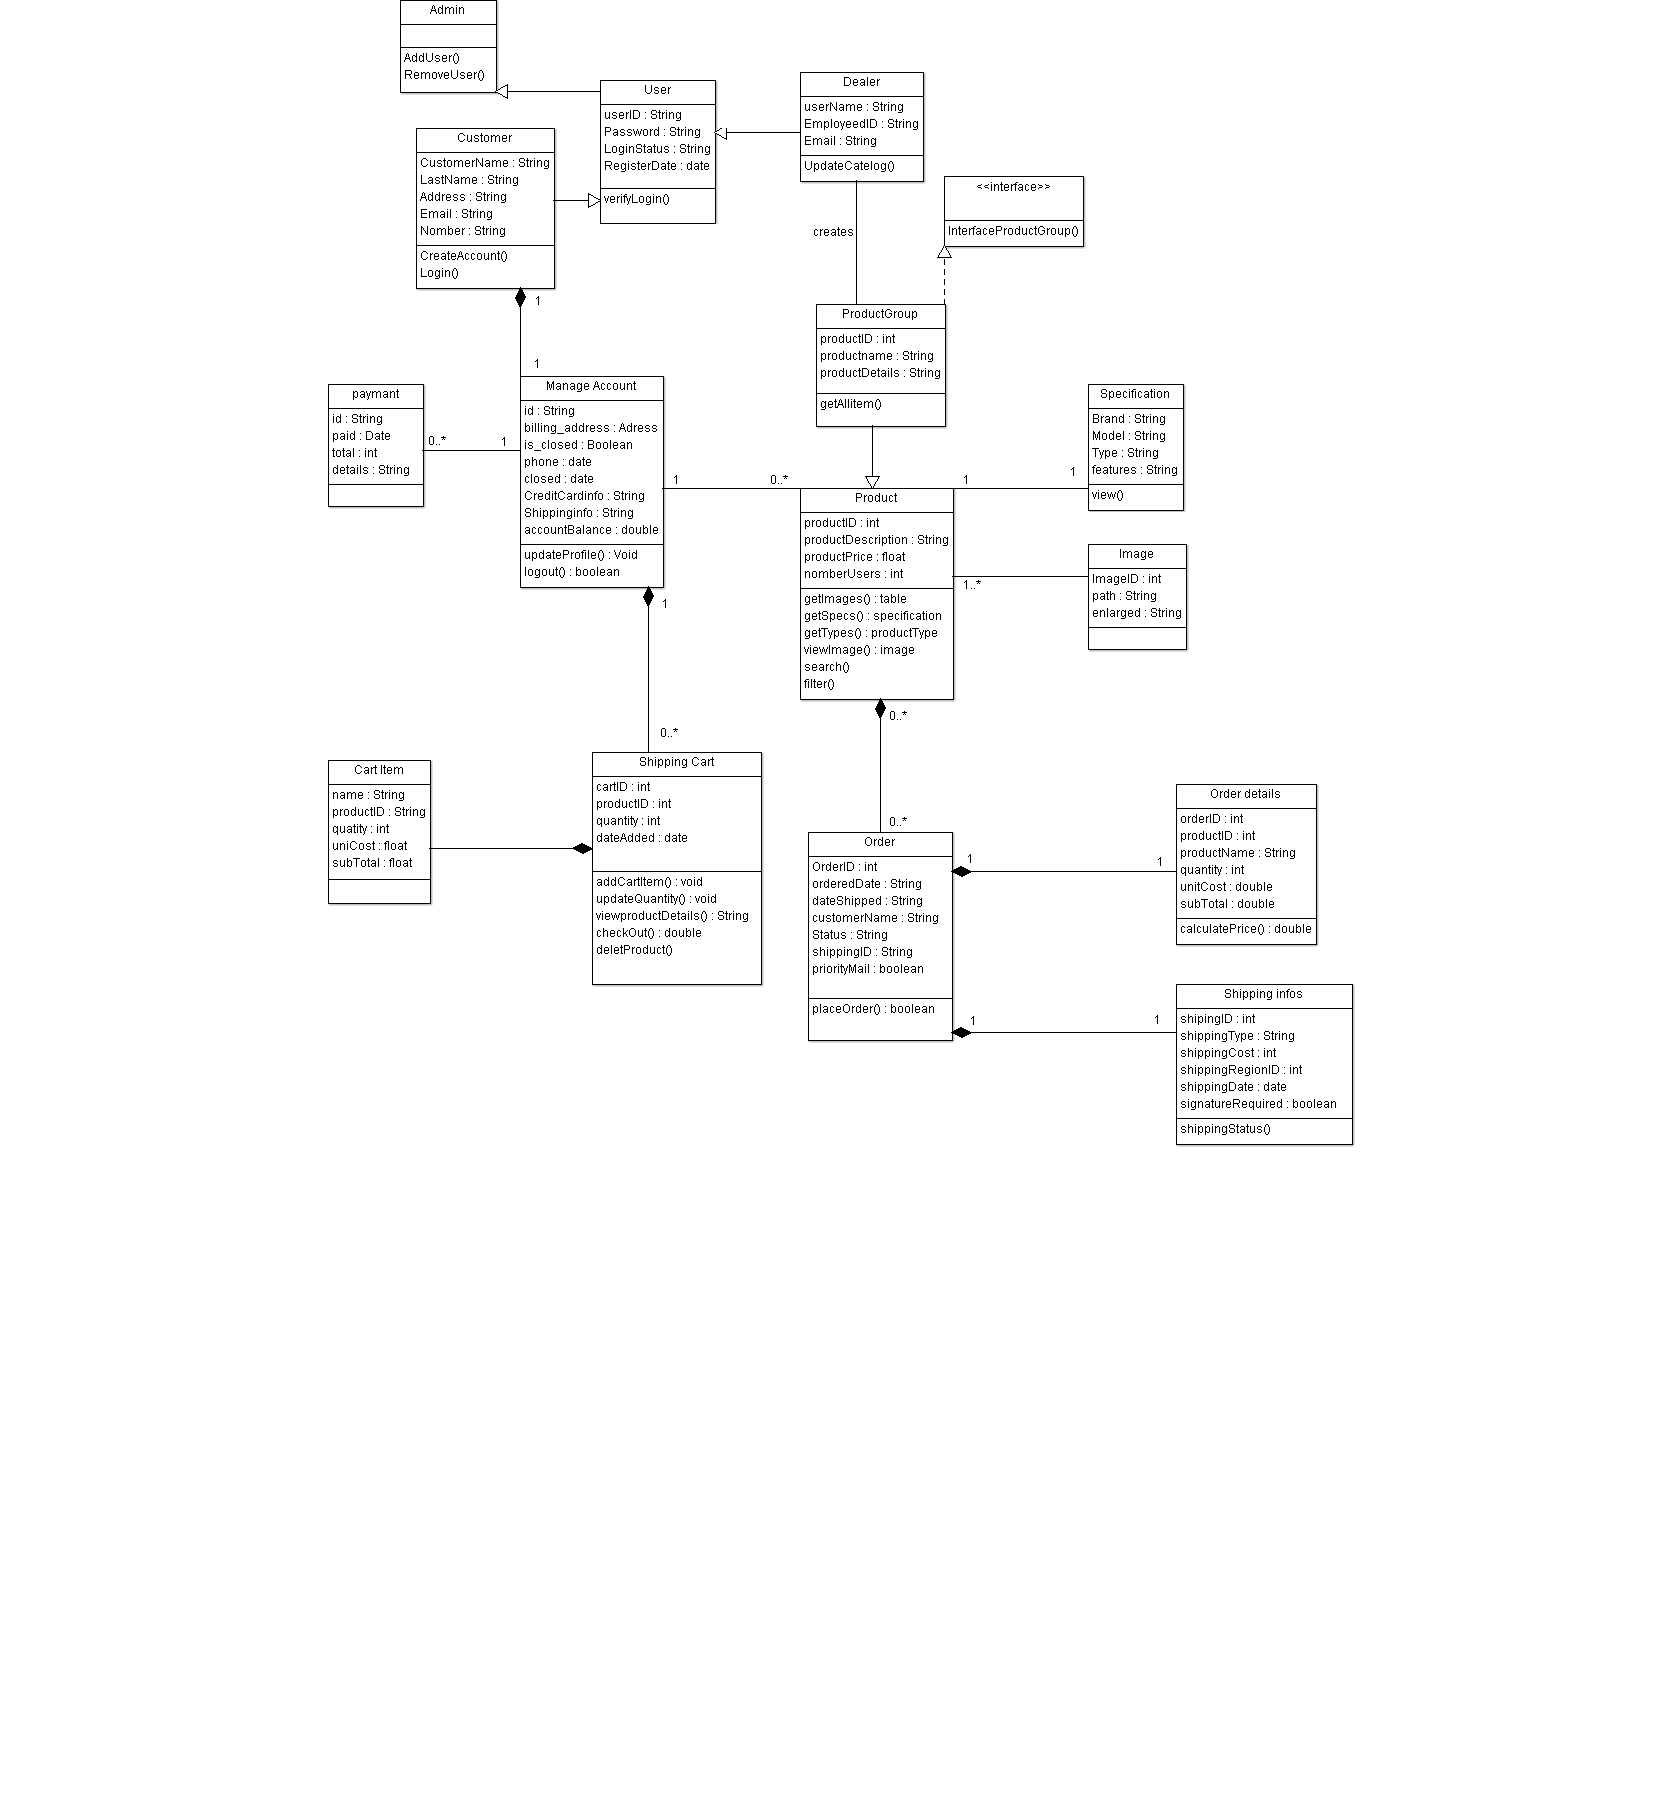 Admin
AddUser()
RemoveUser()
User
userID : String
Password : String
LoginStatus : String
RegisterDate : date
verifyLogin()
Dealer
userName : String
EmployeedID : String
Email : String
UpdateCatelog()
Customer
CustomerName : String
LastName : String
Address : String
Email : String
Nomber : String
CreateAccount()
Login()
<<interface>>
InterfaceProductGroup()
creates
1
1
ProductGroup
productID : int
productname : String
productDetails : String
getAllitem()
paymant
id : String
paid : Date
total : int
details : String
0..*
1
Manage Account
id : String
billing_address : Adress
is_closed : Boolean
phone : date
closed : date
CreditCardinfo : String
Shippinginfo : String
accountBalance : double
updateProfile() : Void
logout() : boolean
1
0..*
1
1
Specification
Brand : String
Model : String
Type : String
features : String
view()
Product
productID : int
productDescription : String
productPrice : float
nomberUsers : int
getImages() : table
getSpecs() : specification
getTypes() : productType
viewImage() : image
search()
filter()
1..*
Image
ImageID : int
path : String
enlarged : String
1
0..*
0..*
0..*
Cart Item
name : String
productID : String
quatity : int
uniCost : float
subTotal : float
Shipping Cart
cartID : int
productID : int
quantity : int
dateAdded : date
addCartItem() : void
updateQuantity() : void
viewproductDetails() : String
checkOut() : double
deletProduct()
Order
OrderID : int
orderedDate : String
dateShipped : String
customerName : String
Status : String
shippingID : String
priorityMail : boolean
placeOrder() : boolean
1
1
Order details
orderID : int
productID : int
productName : String
quantity : int
unitCost : double
subTotal : double
calculatePrice() : double
1
1
Shipping infos
shipingID : int
shippingType : String
shippingCost : int
shippingRegionID : int
shippingDate : date
signatureRequired : boolean
shippingStatus()